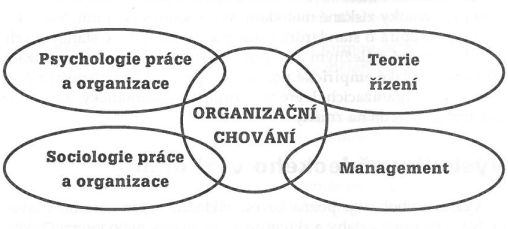 Psychologie práce
a organizace
Teorie
řízení
ORGANIZAČNÍ
CHOVÁNÍ
Sociologie práce
a organizace
Management